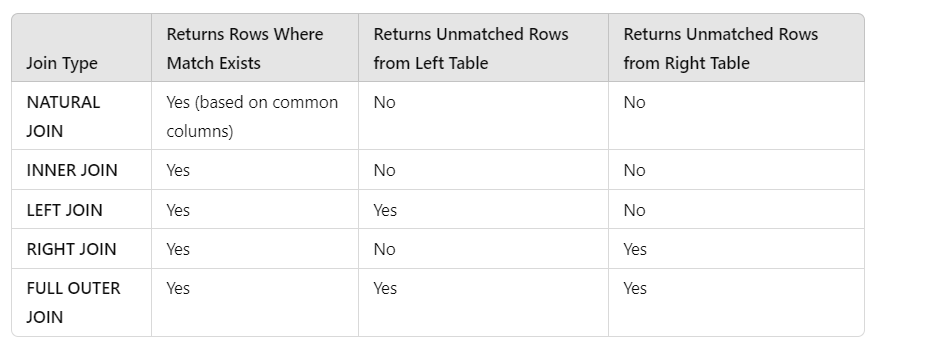 Join Type
Returns Rows Where
Match Exists
Returns Unmatched Rows
from Left Table
Returns Unmatched Rows
from Right Table
NATURAL
JOIN
Yes (based on common
columns)
No
No
INNER JOIN
Yes
No
No
LEFT JOIN
Yes
Yes
No
RIGHT JOIN
Yes
No
Yes
FULL OUTER
JOIN
Yes
Yes
Yes